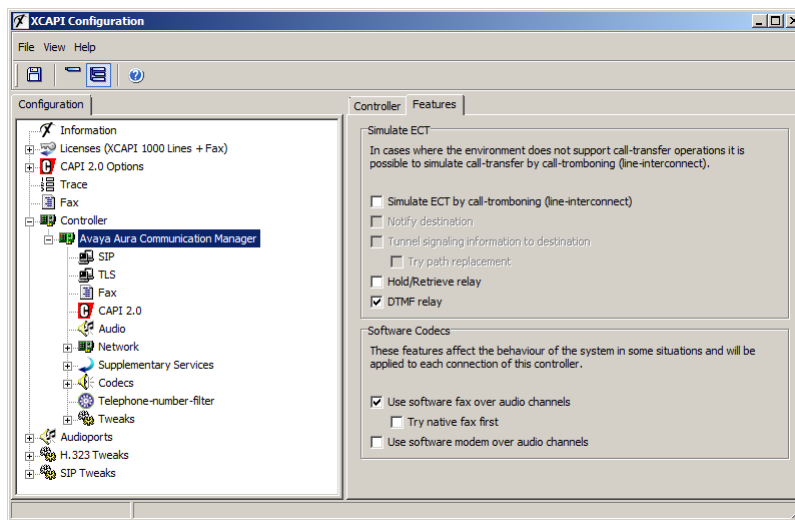 XCAPI Configuration
File View Help
Configuration
Information
Licenses (XCAPI 1000 Lines + Fax)
CAPI 2.0 Options
Trace
Fax
Controller
Avaya Aura Communication Manager
SIP
TLS
Fax
CAPI 2.0
Audio
Network
Supplementary Services
Codecs
Telephone-number-filter
Tweaks
Audioports
H.323 Tweaks
SIP Tweaks
Controller Features
Simulate ECT
In cases where the environment does not support call-transfer operations it is
possible to simulate call-transfer by call-tromboning (line-interconnect).
Simulate ECT by call-tromboning (line-interconnect)
Notify destination
Tunnel signaling information to destination
Try path replacement
Hold/Retrieve relay
DTMF relay
Software Codecs
These features affect the behaviour of the system in some situations and will be
applied to each connection of this controller.
Use software fax over audio channels
Try native fax first
Use software modem over audio channels